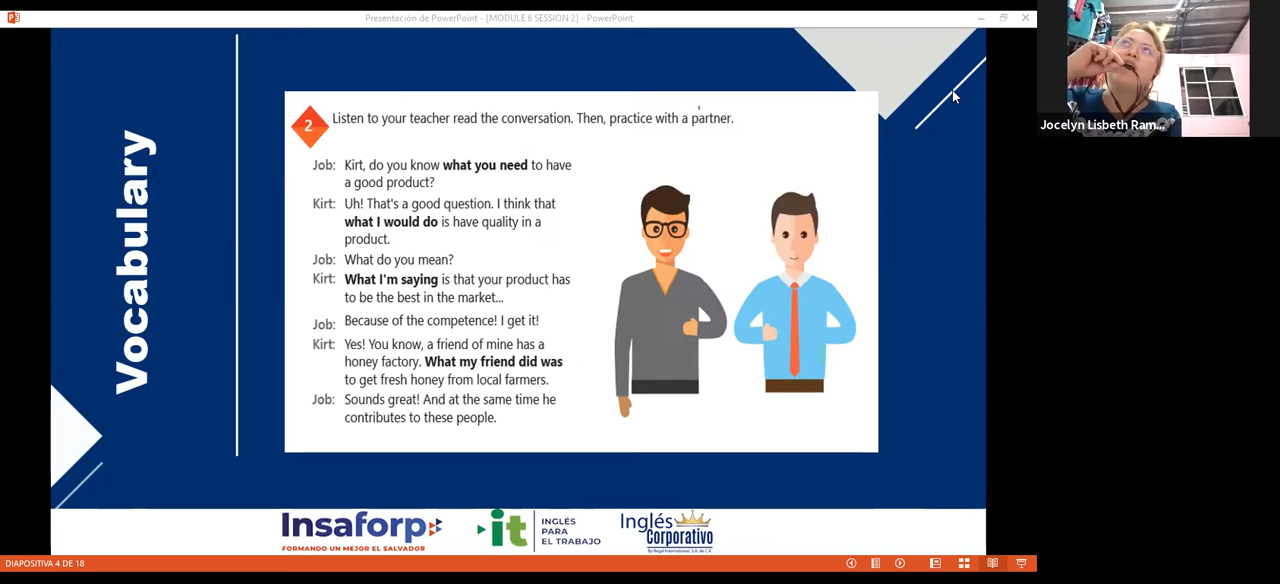 Presentación de PowerPoint - [MODULE 6 SESSION 2] - PowerPoint
Vocabulary
2
Listen to your teacher read the conversation. Then, practice with a partner.
Job: Kirt, do you know what you need to have
a good product?
Kirt: Uh! That's a good question. I think that
what I would do is have quality in a
product.
Job: What do you mean?
Kirt: What I'm saying is that your product has
to be the best in the market...
Job: Because of the competence! I get it!
Kirt: Yes! You know, a friend of mine has a
honey factory. What my friend did was
to get fresh honey from local farmers.
Job: Sounds great! And at the same time he
contributes to these people.
Jocelyn Lisbeth Ram...
Insaforp
FORMANDO UN MEJOR EL SALVADOR
it
INGLÉS
PARA
EL TRABAJO
Inglés
Corporativo
By Regal International, S.A. de C.V.
DIAPOSITIVA 4 DE 18